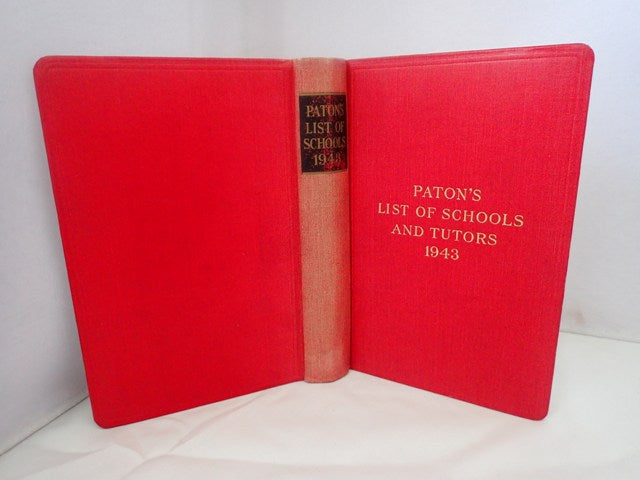 PATON'S
LIST OF
SCHOOLS
1943
PATON'S
LIST OF SCHOOLS
AND TUTORS
1943